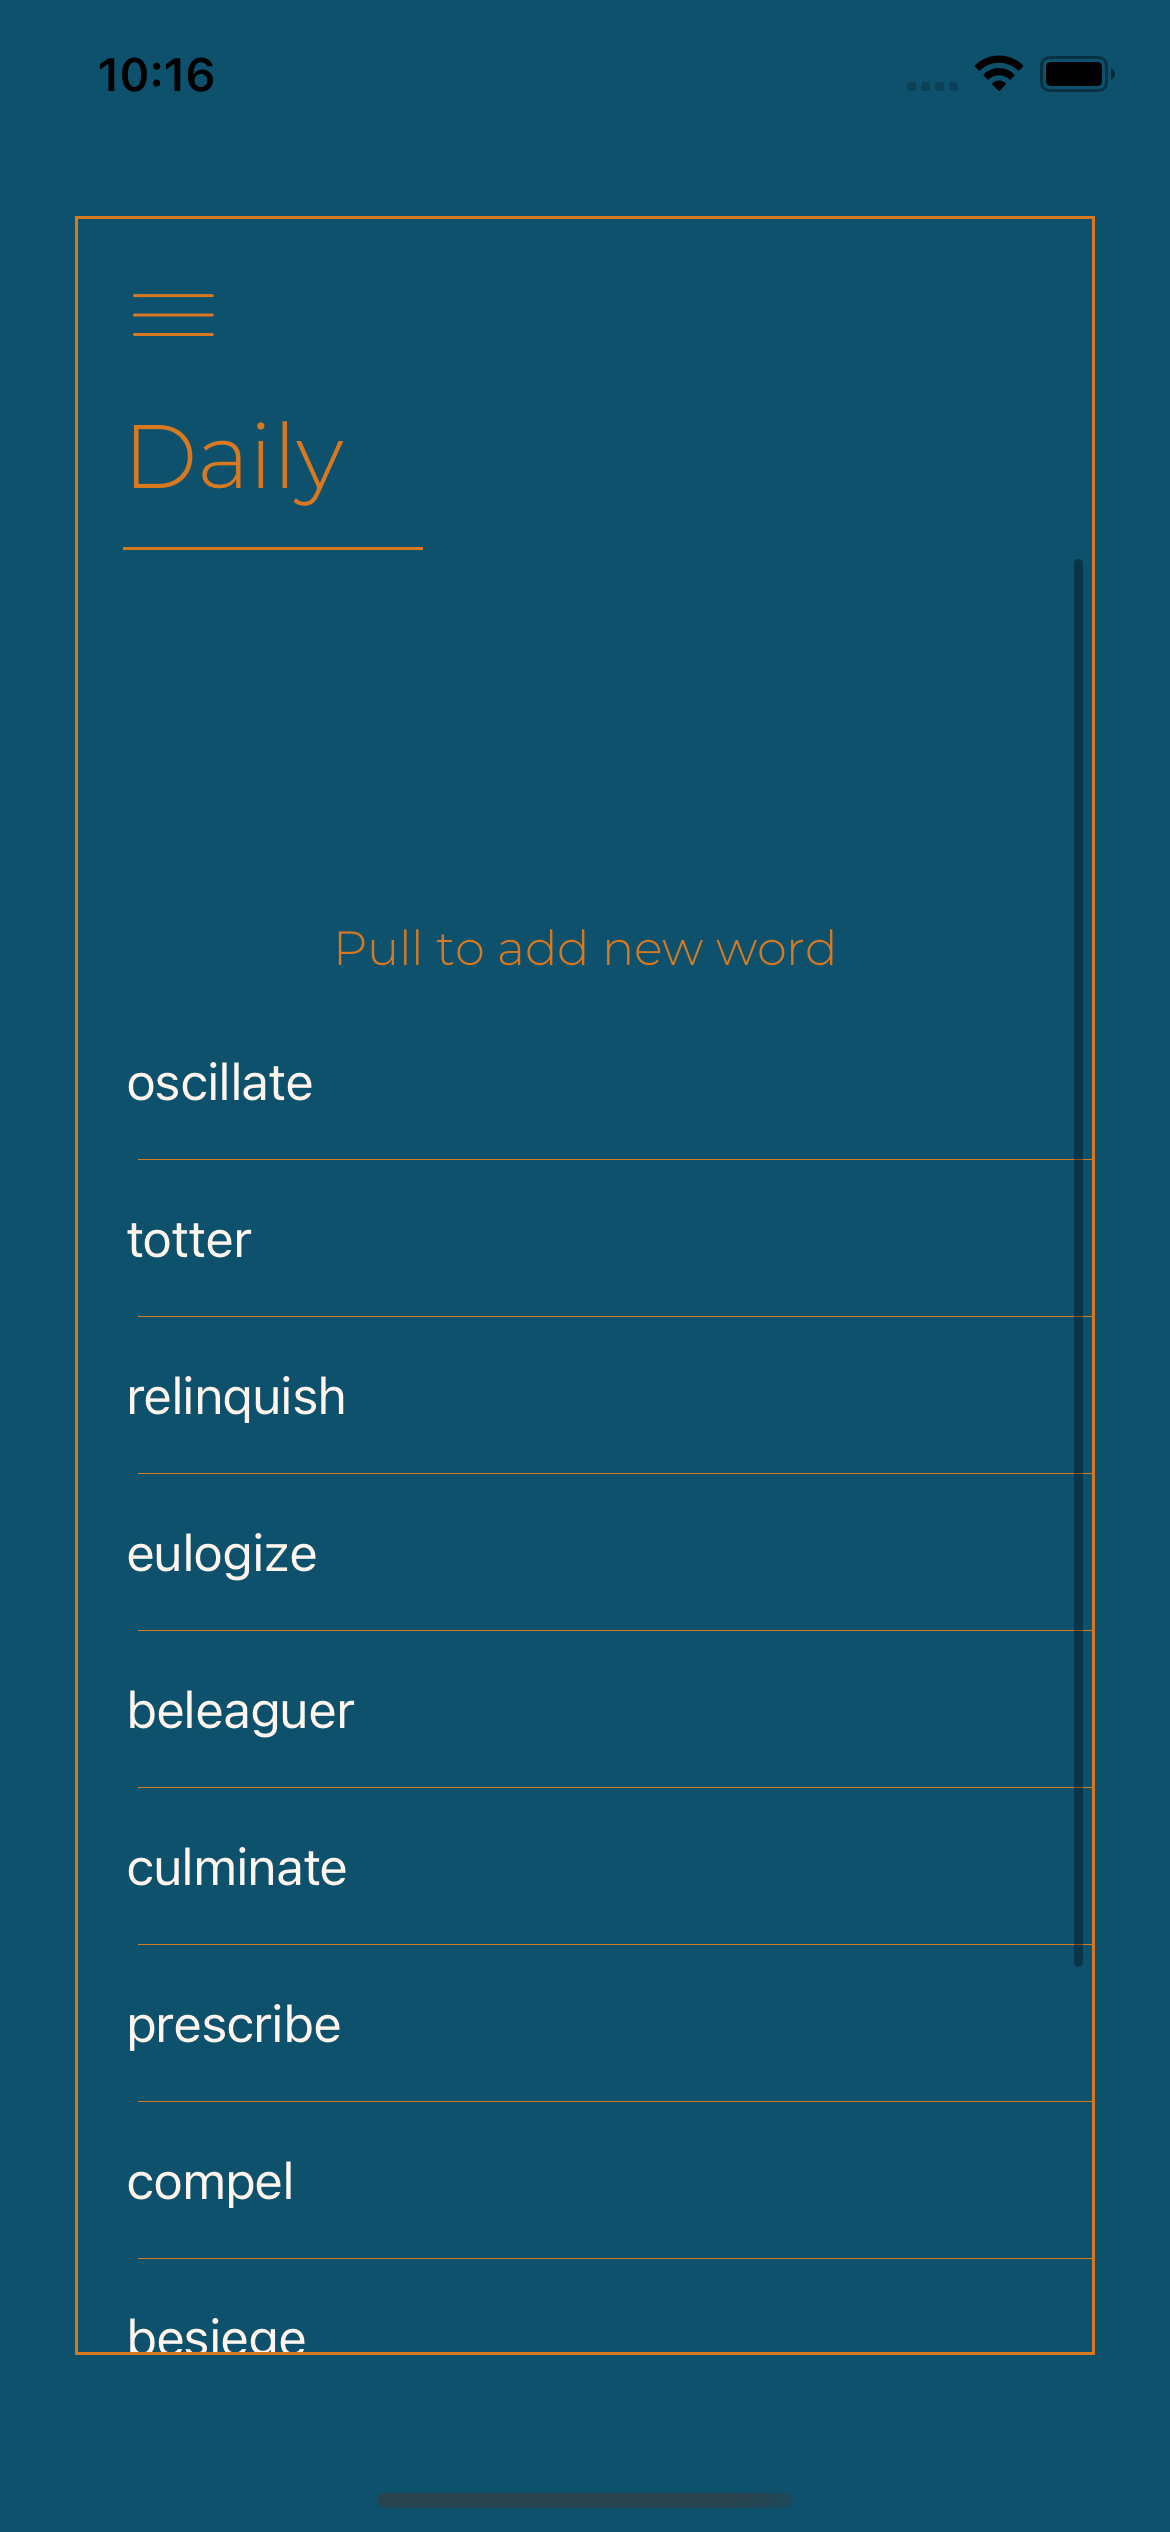 10:16
Daily
Pull to add new word
oscillate
totter
relinquish
eulogize
beleaguer
culminate
prescribe
compel
besiege